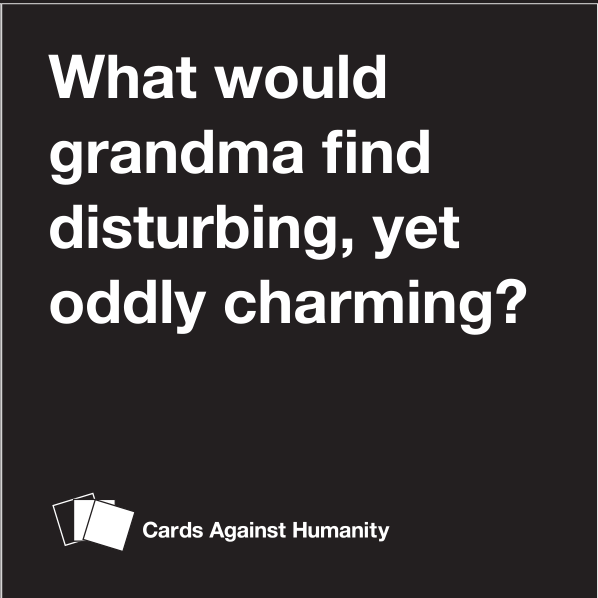 What would
grandma find
disturbing, yet
oddly charming?
Cards Against Humanity